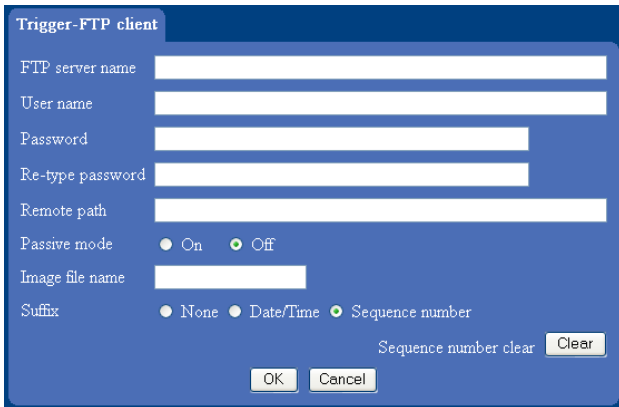 Trigger-FTP client
FTP server name
User name
Password
Re-type password
Remote path
Passive mode On Off
Image file name
Suffix None Date/Time Sequence number
Sequence number clear Clear
OK Cancel